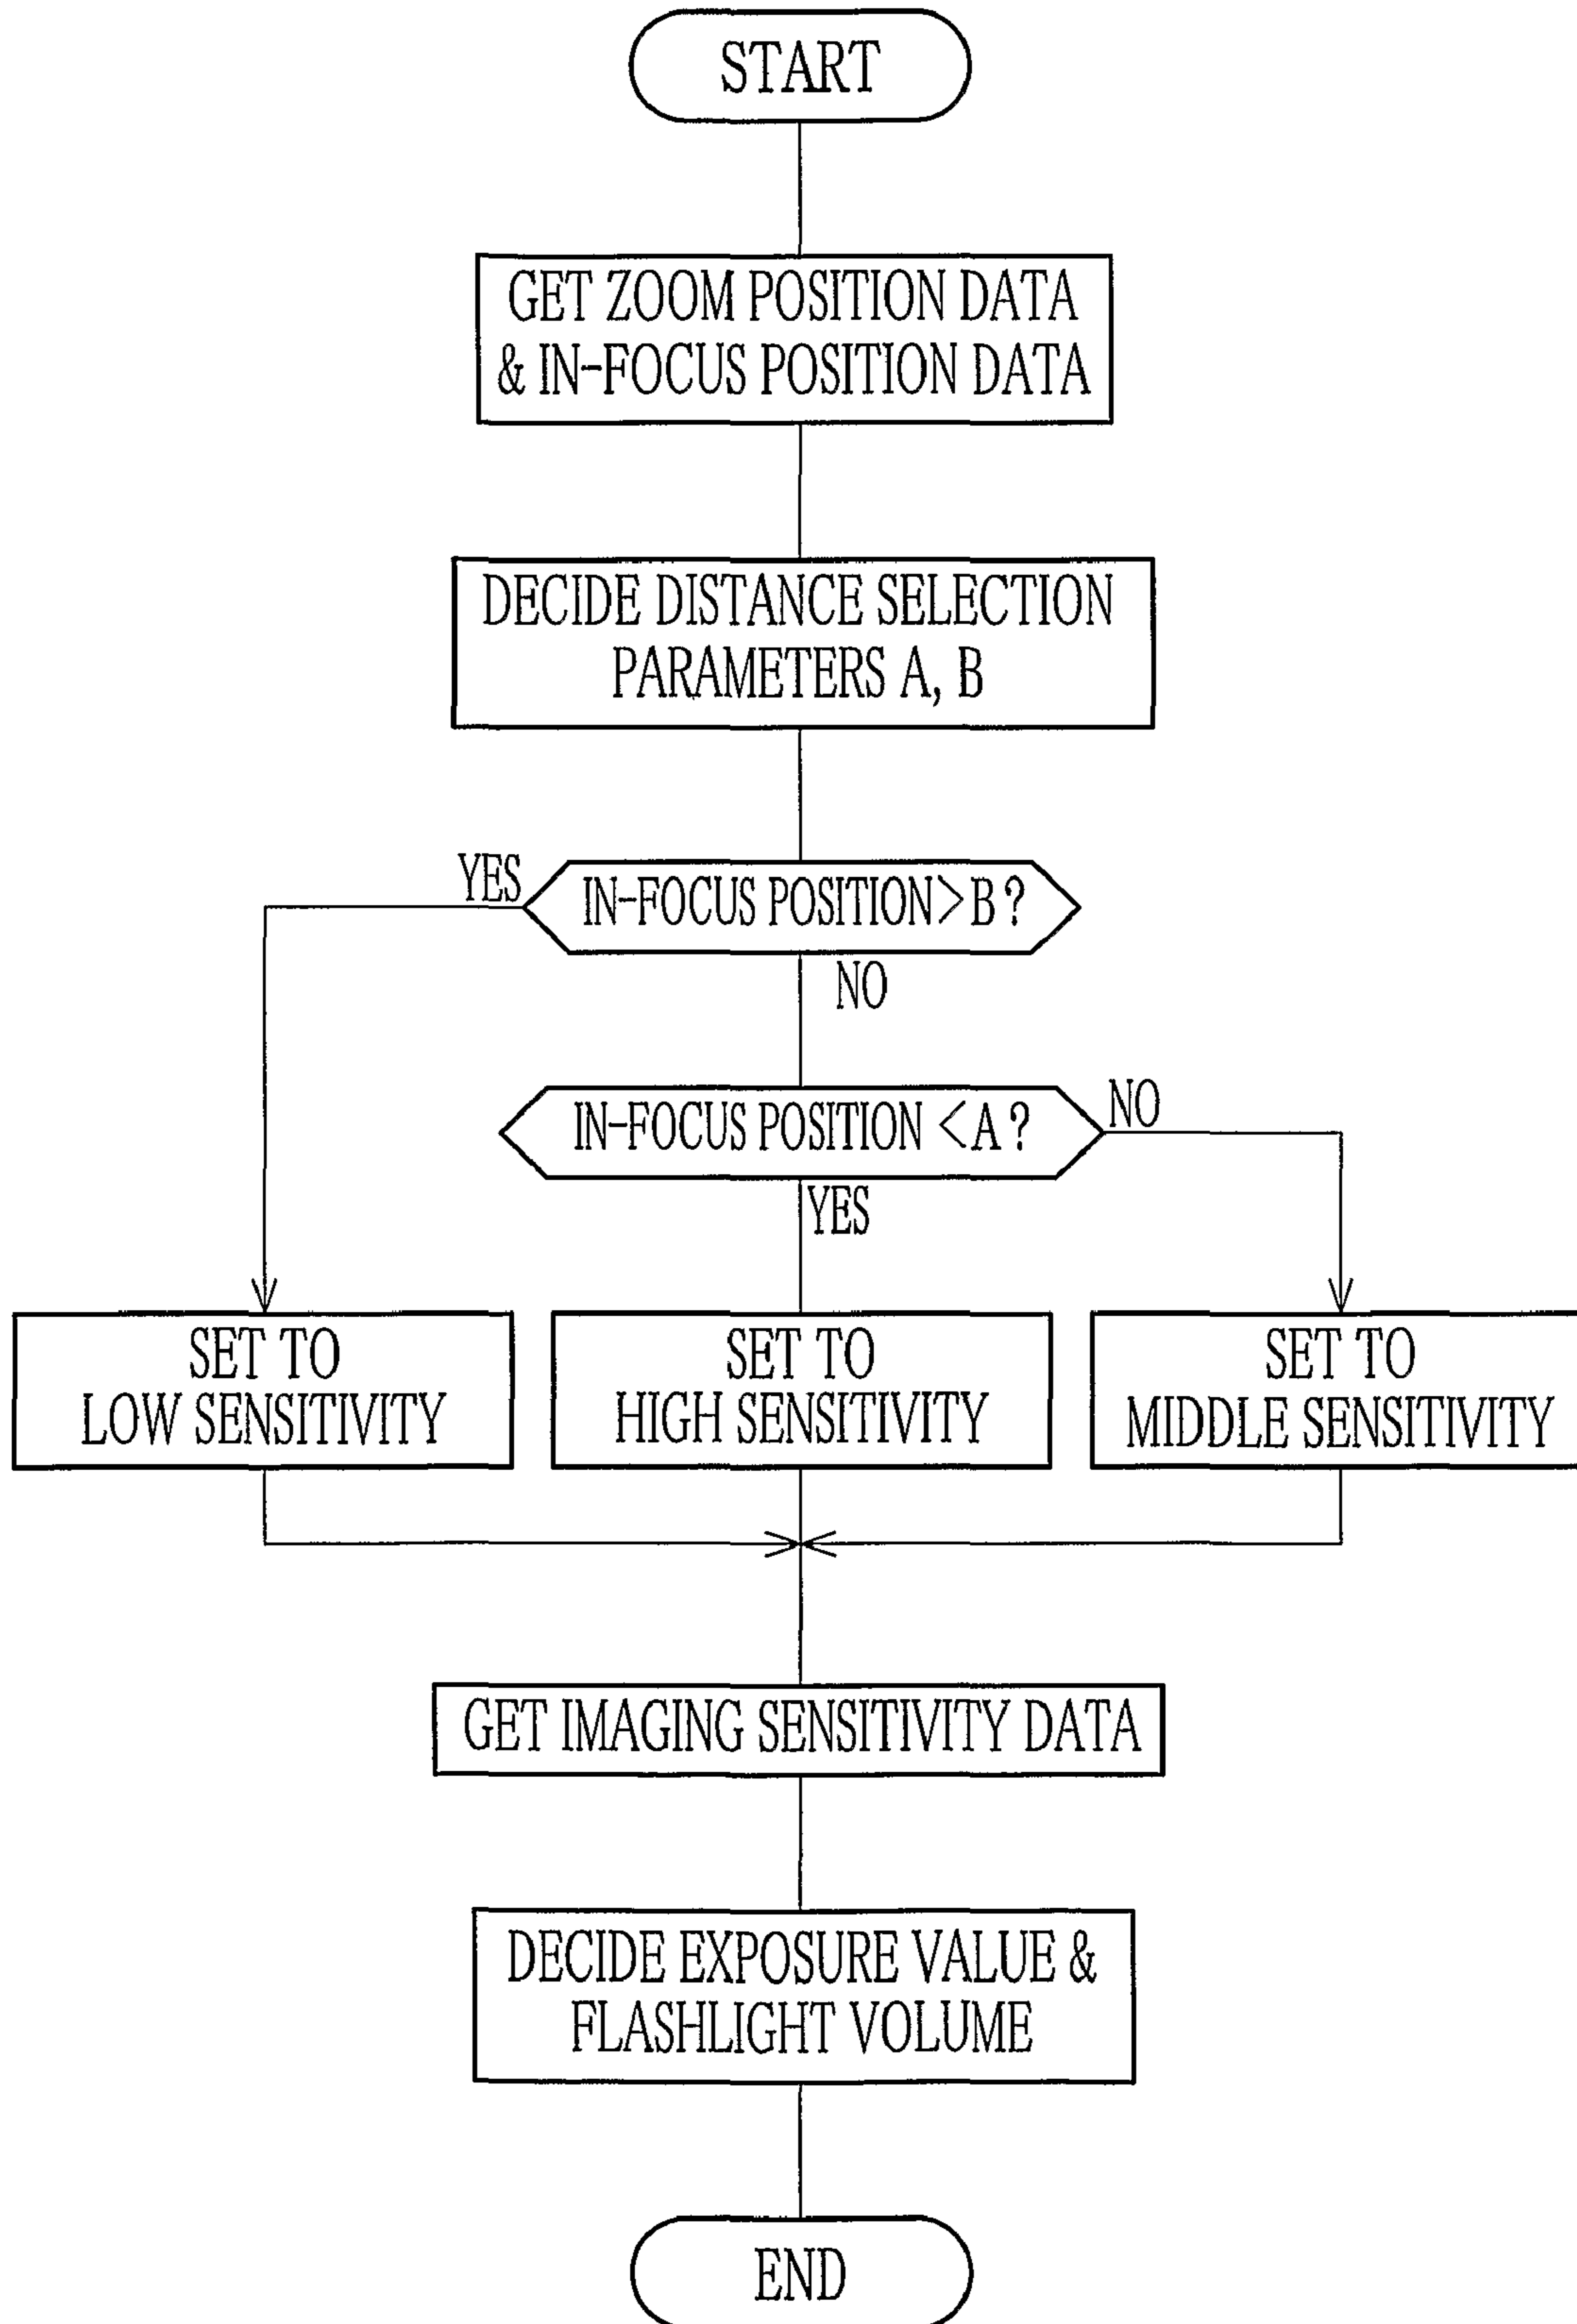 START
GET ZOOM POSITION DATA
& IN-FOCUS POSITION DATA
DECIDE DISTANCE SELECTION
PARAMETERS A, B
YES
IN-FOCUS POSITION>B?
NO
IN-FOCUS POSITION <A?
NO
YES
SET TO
LOW SENSITIVITY
SET TO
HIGH SENSITIVITY
SET TO
MIDDLE SENSITIVITY
GET IMAGING SENSITIVITY DATA
DECIDE EXPOSURE VALUE &
FLASHLIGHT VOLUME
END